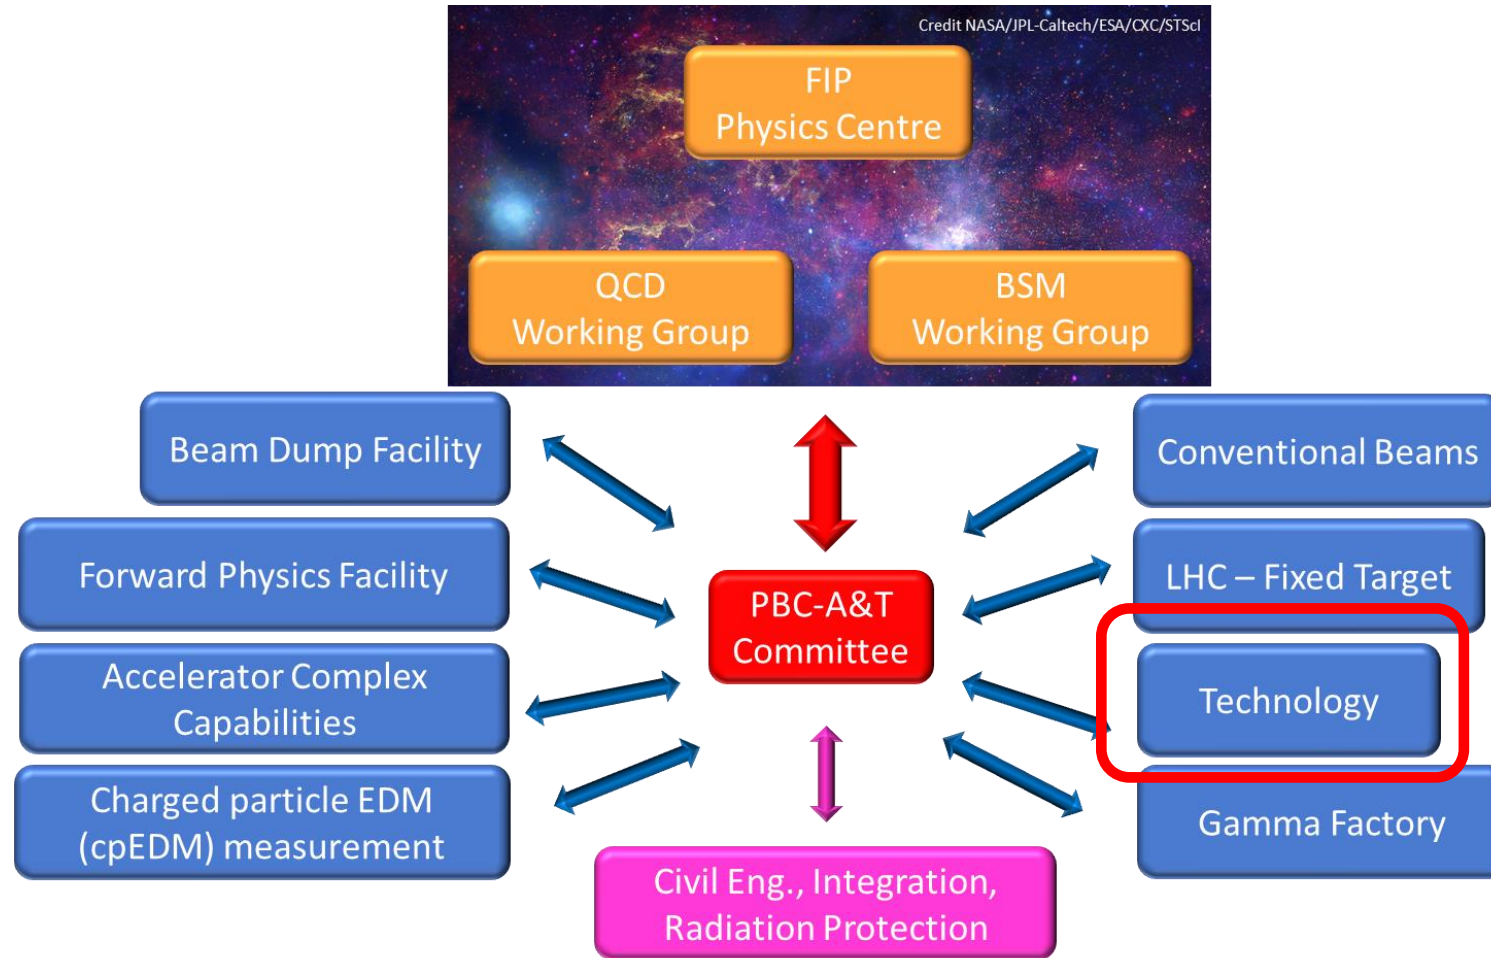 Credit NASA/JPL-Caltech/ESA/CXC/STScI
FIP
Physics Centre
QCD
Working Group
BSM
Working Group
Beam Dump Facility
Conventional Beams
Forward Physics Facility
LHC – Fixed Target
PBC-A&T
Committee
Accelerator Complex
Capabilities
Technology
Charged particle EDM
(cpEDM) measurement
Gamma Factory
Civil Eng., Integration,
Radiation Protection